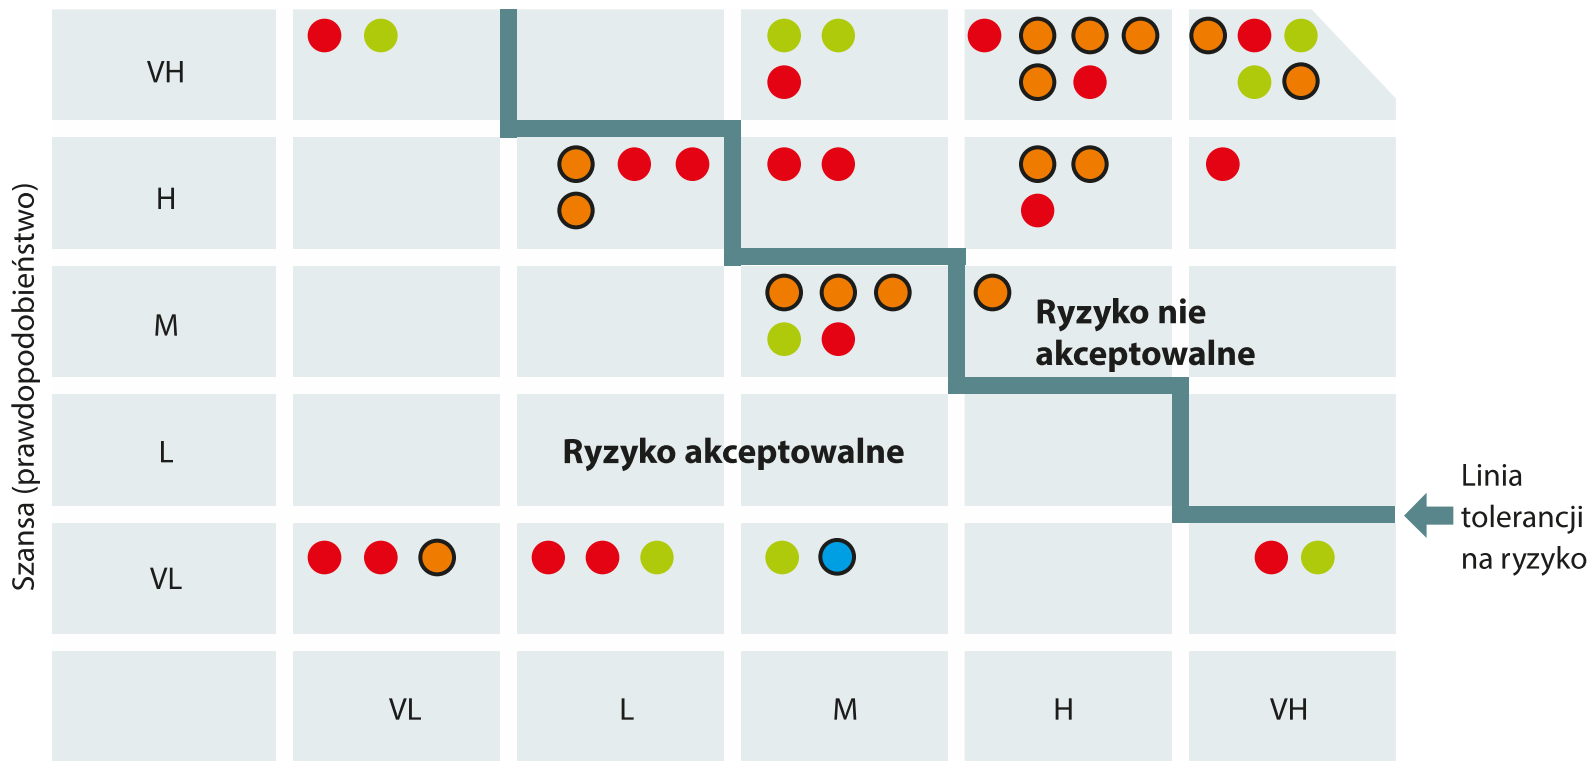 Szansa (prawdopodobieństwo)
VH
H
M
L
VL
Ryzyko nie
akceptowalne
Ryzyko akceptowalne
Linia
tolerancji
na ryzyko
VL
L
M
H
VH